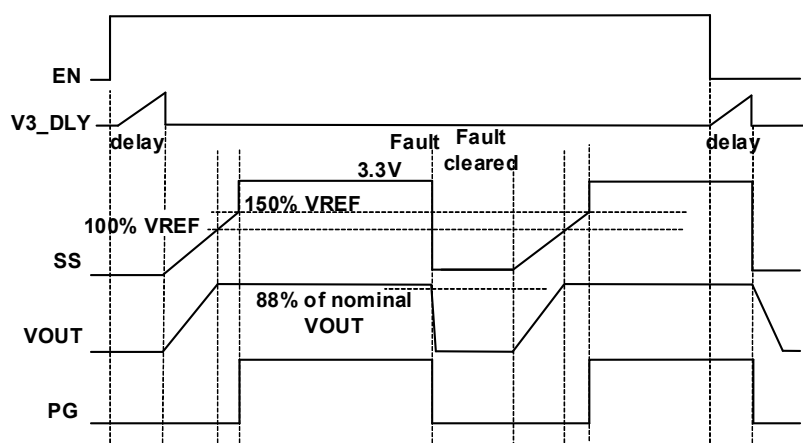 EN
V3_DLY
delay
Fault
Fault
cleared
delay
3.3V
150% VREF
100% VREF
SS
88% of nominal
VOUT
VOUT
PG